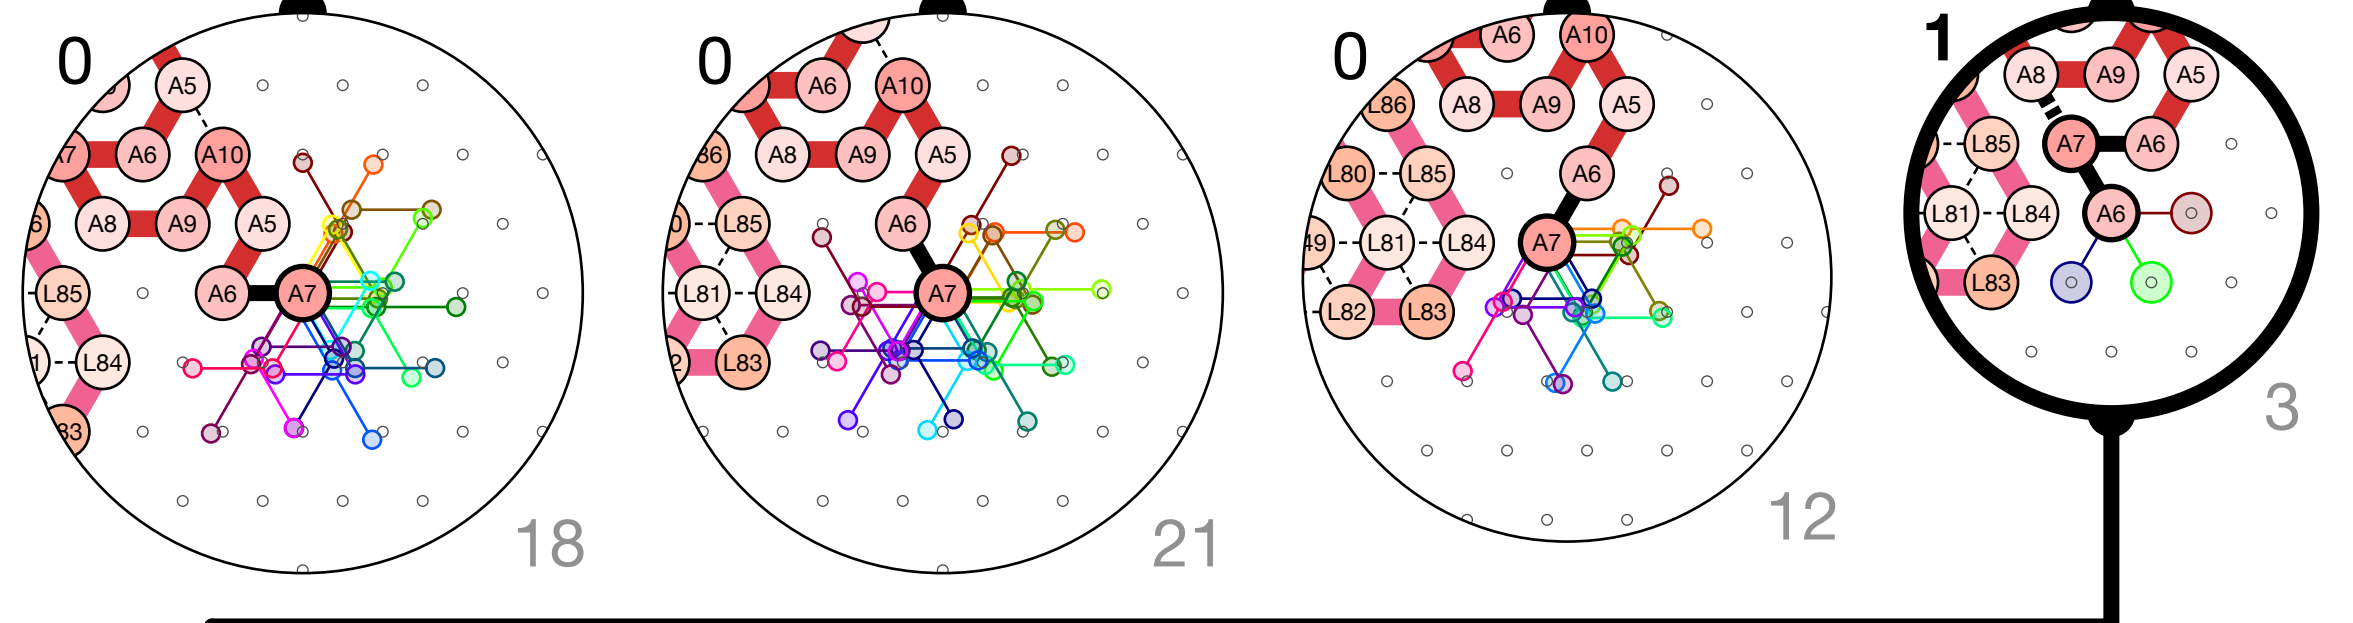 0
A5
A7 A6 A10
A8 A9 A5
A6 A7
L85
L84
18
0
A6 A10
A8 A9 A5
L85 A6
L81 L84 A7
L83
21
0
A6 A10
L86 A8 A9 A5
L80 L85 A6
L81 L84 A7
L82 L83
12
1
A8 A9 A5
L85 A7 A6
L81 L84 A6
L83
3